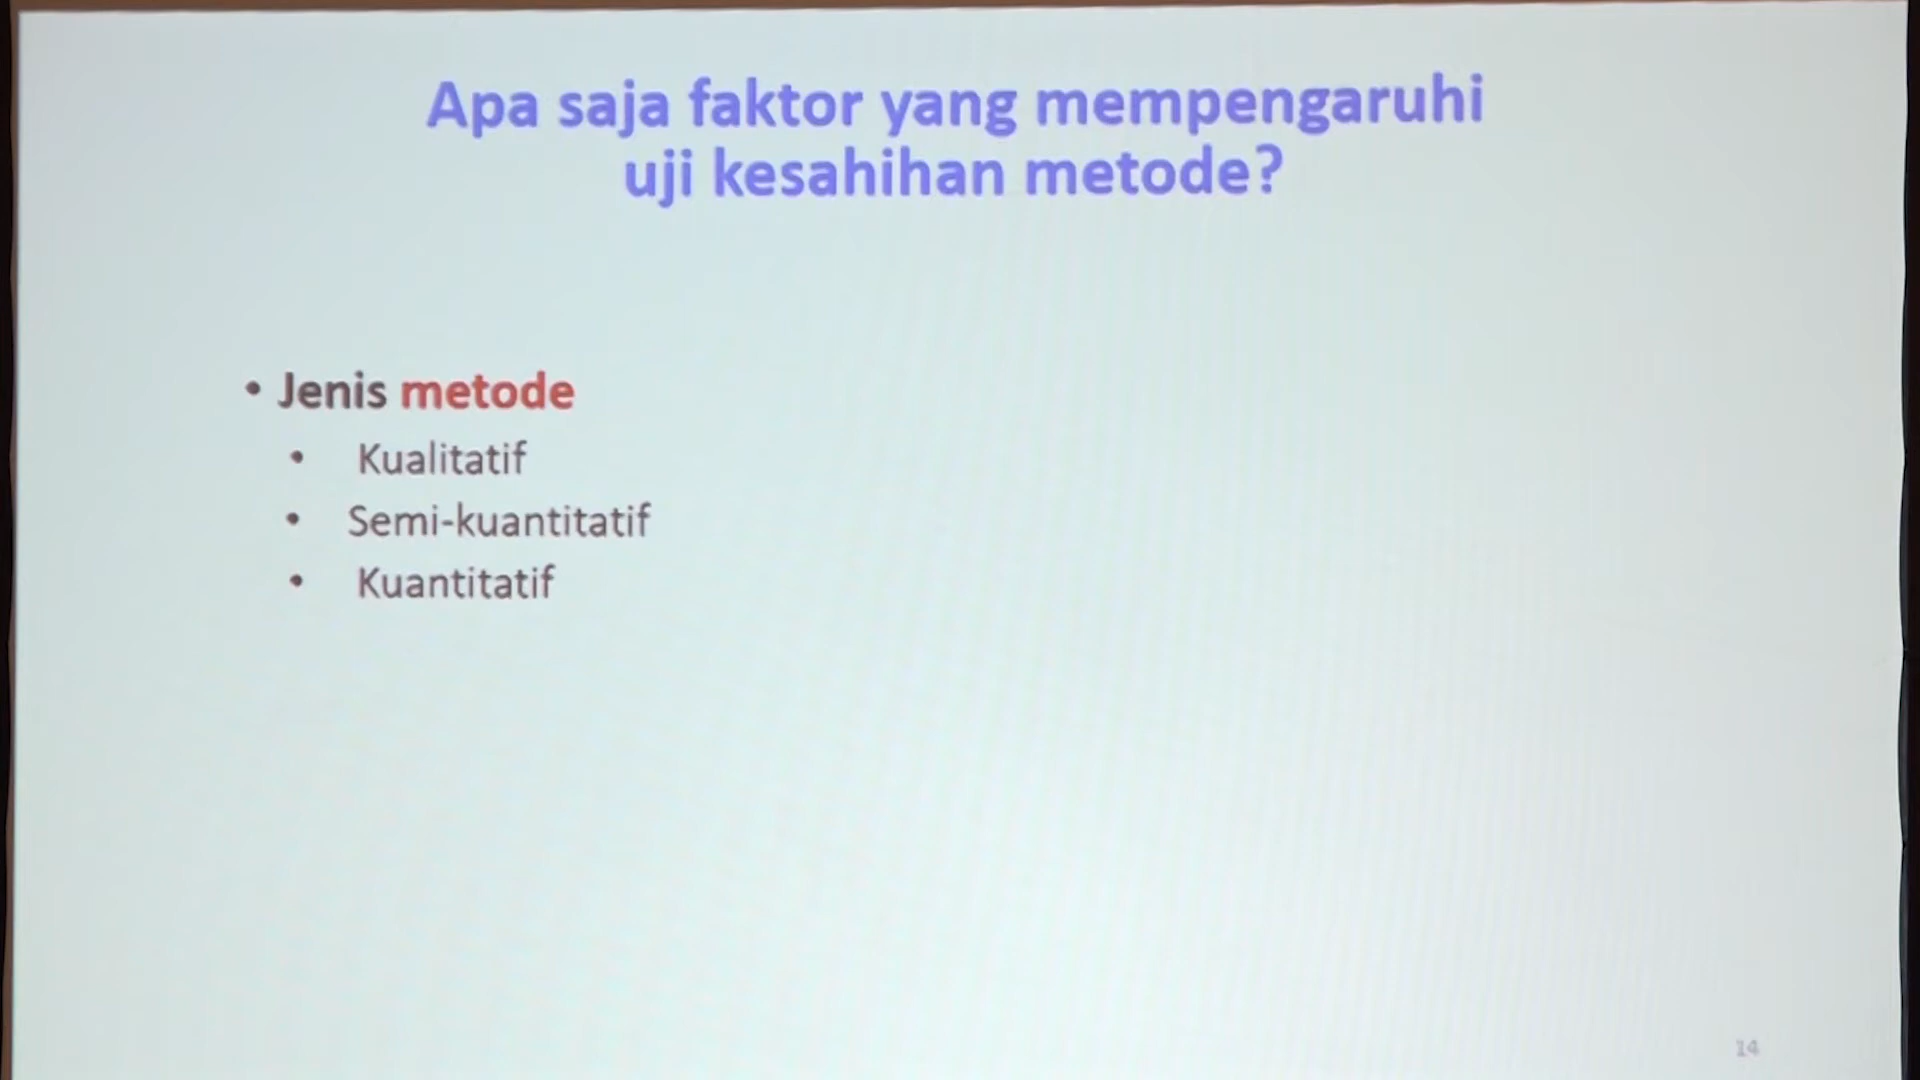 Apa saja faktor yang mempengaruhi
uji kesahihan metode?
• Jenis metode
• Kualitatif
• Semi-kuantitatif
• Kuantitatif
14